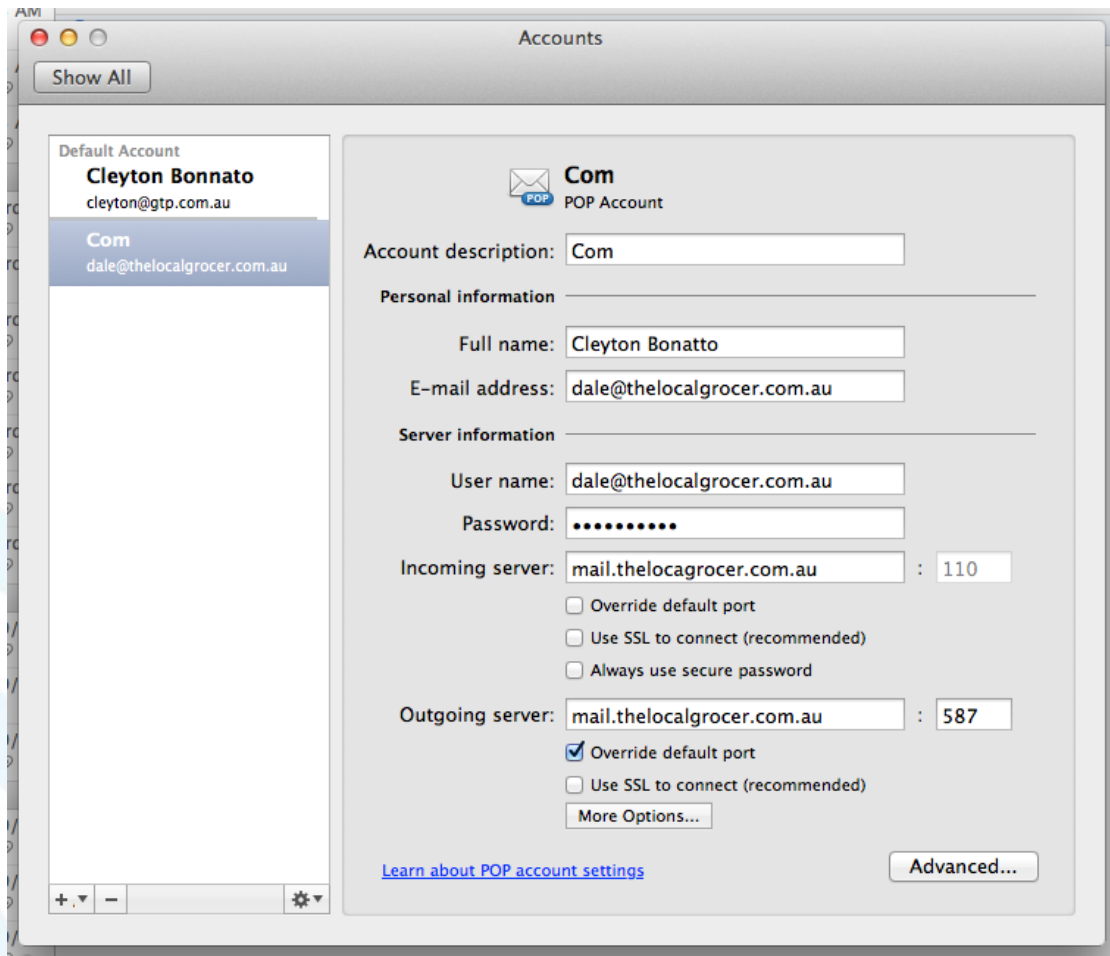 AM
Accounts
Show All
Default Account
Cleyton Bonnato
cleyton@gtp.com.au
Com
dale@thelocalgrocer.com.au
Com
POP
POP Account
Account description: Com
Personal information
Full name: Cleyton Bonatto
E-mail address: dale@thelocalgrocer.com.au
Server information
User name: dale@thelocalgrocer.com.au
Password: ••••••••••
Incoming server: mail.thelocagrocer.com.au : 110
Override default port
Use SSL to connect (recommended)
Always use secure password
Outgoing server: mail.thelocalgrocer.com.au : 587
Override default port
Use SSL to connect (recommended)
More Options...
Learn about POP account settings
Advanced...